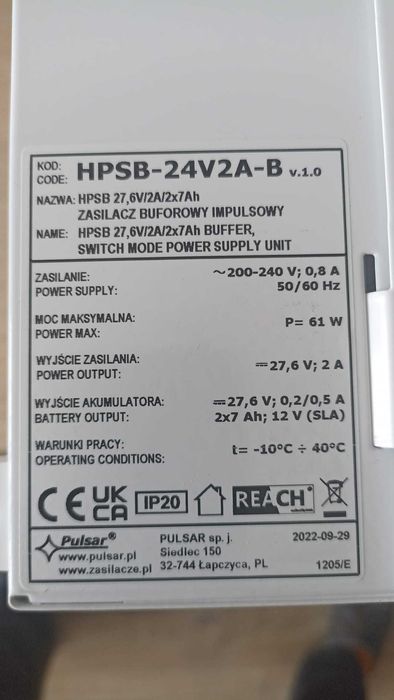 KOD: HPSB-24V2A-B v.1.0
CODE:
NAZWA: HPSB 27,6V/2A/2x7Ah
ZASILACZ BUFOROWY IMPULSOWY
NAME: HPSB 27,6V/2A/2x7Ah BUFFER,
SWITCH MODE POWER SUPPLY UNIT
ZASILANIE: ~200-240 V; 0,8 A
POWER SUPPLY: 50/60 Hz
MOC MAKSYMALNA: P= 61 W
POWER MAX:
WYJŚCIE ZASILANIA: ⎓27,6 V; 2 A
POWER OUTPUT:
WYJŚCIE AKUMULATORA: ⎓27,6 V; 0,2/0,5 A
BATTERY OUTPUT: 2x7 Ah; 12 V (SLA)
WARUNKI PRACY: t= -10°C ÷ 40°C
OPERATING CONDITIONS:
CE UK CA IP20 REACH
Pulsar® PULSAR sp. j. 2022-09-29
www.pulsar.pl Siedlec 150
www.zasilacze.pl 32-744 Łapczyca, PL 1205/E